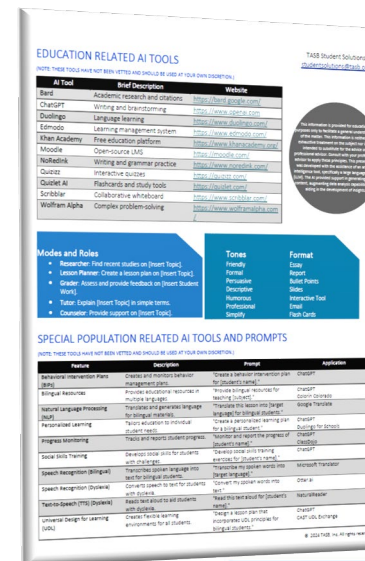 EDUCATION RELATED AI TOOLS
(NOTE: THESE TOOLS HAVE NOT BEEN VETTED AND SHOULD BE USED AT YOUR OWN DISCRETION.)
TASB Student Solutions
studentsolutions@tasb.o
AI Tool Brief Description Website
Bard Academic research and citations https://bard.google.com/
ChatGPT Writing and brainstorming https://www.openai.com
Duolingo Language learning https://www.duolingo.com/
Edmodo Learning management system https://www.edmodo.com/
Khan Academy Free education platform https://www.khanacademy.org/
Moodle Open-source LMS https://moodle.com/
NoRedInk Writing and grammar practice https://www.noredink.com/
Quizizz Interactive quizzes https://quizizz.com/
Quizlet AI Flashcards and study tools https://quizlet.com/
Scribblar Collaborative whiteboard https://www.scribblar.com/
Wolfram Alpha Complex problem-solving https://www.wolframalpha.com
/
Modes and Roles
• Researcher: Find recent studies on [Insert Topic].
• Lesson Planner: Create a lesson plan on [Insert Topic].
• Grader: Assess and provide feedback on [Insert Student
Work].
• Tutor: Explain [Insert Topic] in simple terms.
• Counselor: Provide support on [Insert Topic].
Tones Format
Friendly Essay
Formal Report
Persuasive Bullet Points
Descriptive Slides
Humorous Interactive Tool
Professional Email
Simplify Flash Cards
SPECIAL POPULATION RELATED AI TOOLS AND PROMPTS
(NOTE: THESE TOOLS HAVE NOT BEEN VETTED AND SHOULD BE USED AT YOUR OWN DISCRETION.)
Feature Description Prompt Application
Behavioral Intervention Plans
(BIPs)
Creates and monitors behavior
management plans.
"Create a behavior intervention plan
for [student's name]."
ChatGPT
Bilingual Resources
Provides educational resources in
multiple languages.
"Provide bilingual resources for
teaching [subject]."
ChatGPT
Colorin Colorado
Natural Language Processing
(NLP)
Translates and generates language
for bilingual materials.
"Translate this lesson into [target
language] for bilingual students."
Google Translate
Personalized Learning
Tailors education to individual
student needs.
"Create a personalized learning plan
for a bilingual student."
ChatGPT
Duolingo for Schools
Progress Monitoring
Tracks and reports student progress.
"Monitor and report the progress of
[student's name]."
ChatGPT
ClassDojo
Social Skills Training
Develops social skills for students
with challenges.
"Develop social skills training
exercises for [student's name]."
ChatGPT
Speech Recognition (Bilingual)
Transcribes spoken language into
text for bilingual students.
"Transcribe my spoken words into
[target language]."
Microsoft Translator
Speech Recognition (Dyslexia)
Converts speech to text for students
with dyslexia.
"Convert my spoken words into
text."
Otter.ai
Text-to-Speech (TTS) (Dyslexia)
Reads text aloud to aid students
with dyslexia.
"Read this text aloud for [student's
name]."
NaturalReader
Universal Design for Learning
(UDL)
Creates flexible learning
environments for all students.
"Design a lesson plan that
incorporates UDL principles for
bilingual students."
ChatGPT
CAST UDL Exchange
© 2024 TASB, Inc. All rights reser